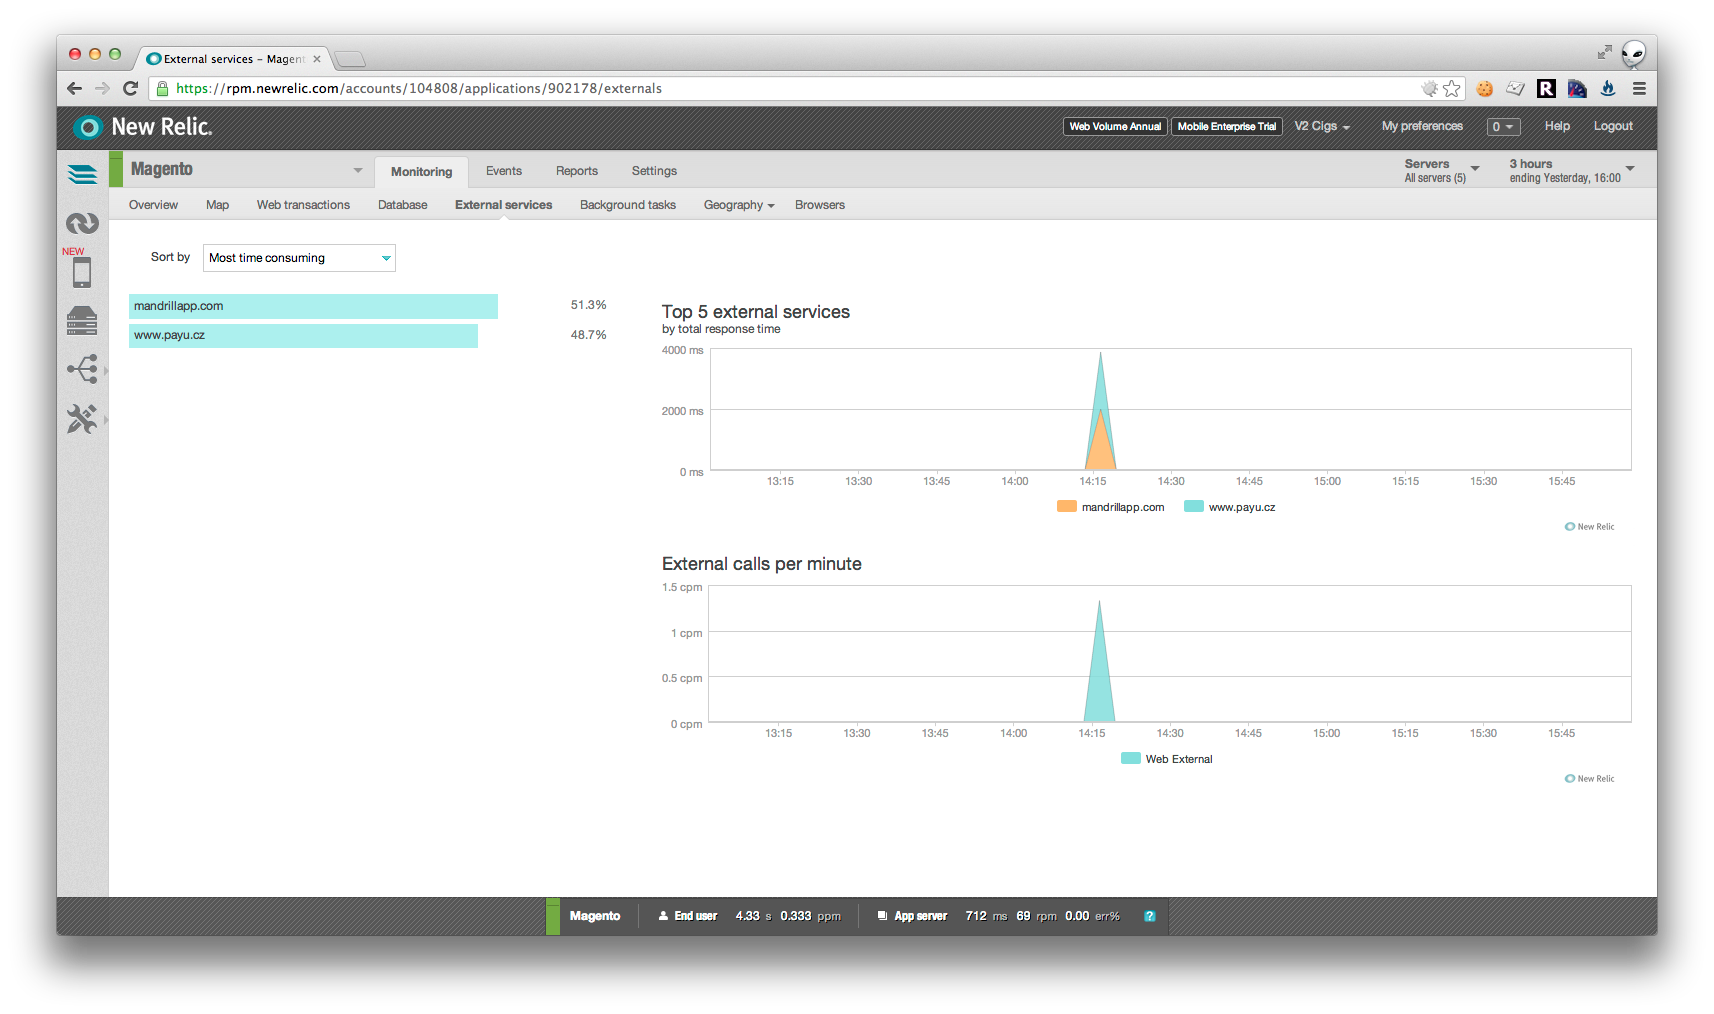 External services – Magent
https://rpm.newrelic.com/accounts/104808/applications/902178/externals
New Relic.
Web Volume Annual
Mobile Enterprise Trial
V2 Cigs
My preferences
0
Help
Logout
Magento
Monitoring
Events
Reports
Settings
Servers
All servers (5)
3 hours
ending Yesterday, 16:00
Overview
Map
Web transactions
Database
External services
Background tasks
Geography
Browsers
NEW
Sort by
Most time consuming
mandrillapp.com 51.3%
www.payu.cz 48.7%
Top 5 external services
by total response time
4000 ms
2000 ms
0 ms
13:15 13:30 13:45 14:00 14:15 14:30 14:45 15:00 15:15 15:30 15:45
mandrillapp.com www.payu.cz
New Relic
External calls per minute
1.5 cpm
1 cpm
0.5 cpm
0 cpm
13:15 13:30 13:45 14:00 14:15 14:30 14:45 15:00 15:15 15:30 15:45
Web External
New Relic
Magento End user 4.33 s 0.333 ppm App server 712 ms 69 rpm 0.00 err% ?